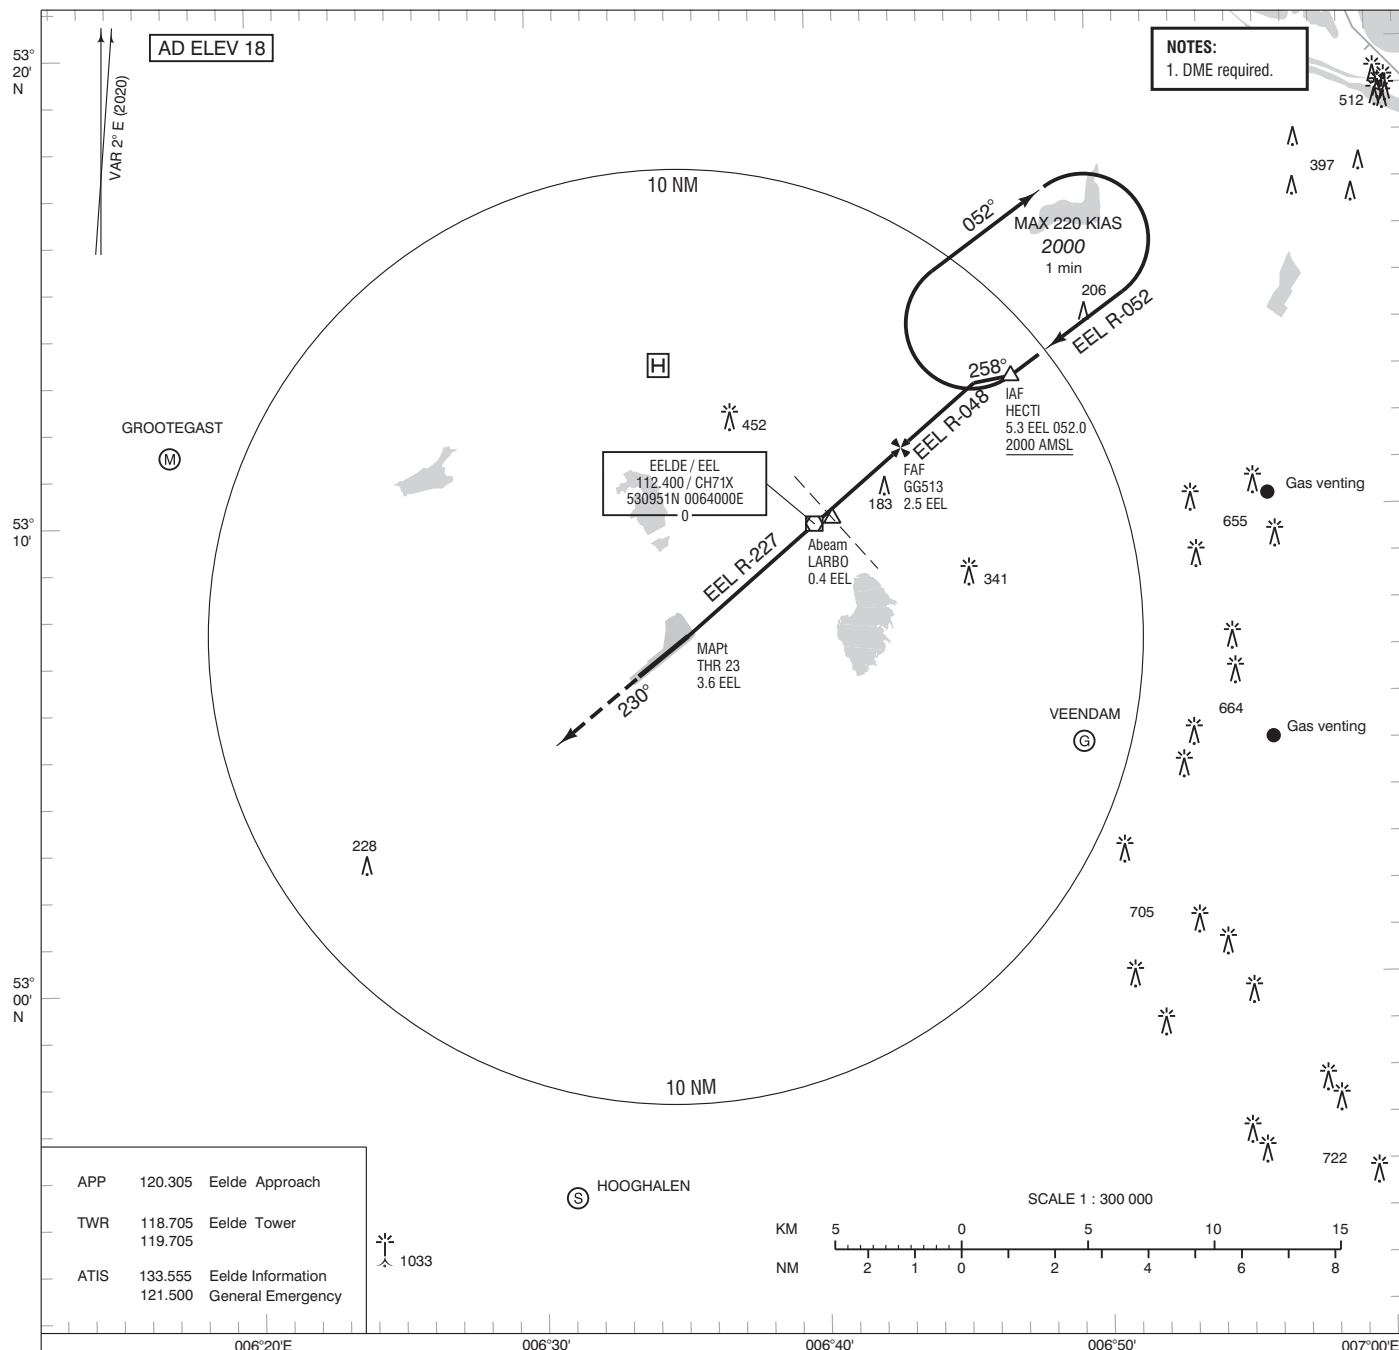 53°
20'
N
AD ELEV 18
VAR 2° E (2020)
NOTES:
1. DME required.
512
397
10 NM
052°
MAX 220 KIAS
2000
1 min
206
EEL R-052
H
258°
IAF
HECTI
5.3 EEL 052.0
2000 AMSL
EEL R-048
452
GROOTEGAST
M
EELDE / EEL
112.400 / CH71X
530951N 0064000E
0
FAF
GG513
2.5 EEL
183
Gas venting
655
53°
10'
Abeam
LARBO
0.4 EEL
EEL R-227
341
MAPt
THR 23
3.6 EEL
230°
664
VEENDAM
G
Gas venting
228
705
53°
00'
N
10 NM
722
APP 120.305 Eelde Approach
TWR 118.705 Eelde Tower
119.705
ATIS 133.555 Eelde Information
121.500 General Emergency
1033
S HOOGHALEN
SCALE 1 : 300 000
KM 5 0 5 10 15
NM 2 1 0 2 4 6 8
006°20'E 006°30' 006°40' 006°50' 007°00'E